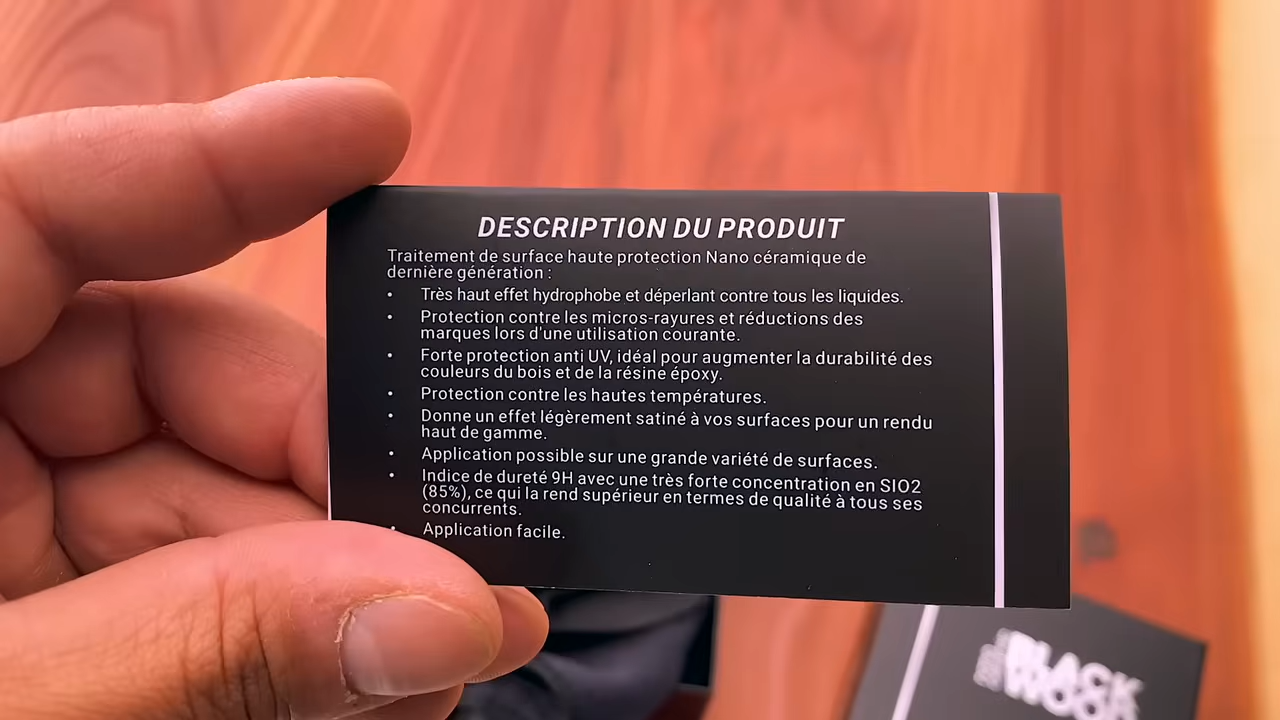 DESCRIPTION DU PRODUIT
Traitement de surface haute protection Nano céramique de
dernière génération :
• Très haut effet hydrophobe et déperlant contre tous les liquides.
• Protection contre les micros-rayures et réductions des
marques lors d'une utilisation courante.
• Forte protection anti UV, idéal pour augmenter la durabilité des
couleurs du bois et de la résine époxy.
• Protection contre les hautes températures.
• Donne un effet légèrement satiné à vos surfaces pour un rendu
haut de gamme.
• Application possible sur une grande variété de surfaces.
• Indice de dureté 9H avec une très forte concentration en SIO2
(85%), ce qui la rend supérieur en termes de qualité à tous ses
concurrents.
• Application facile.
BLACK